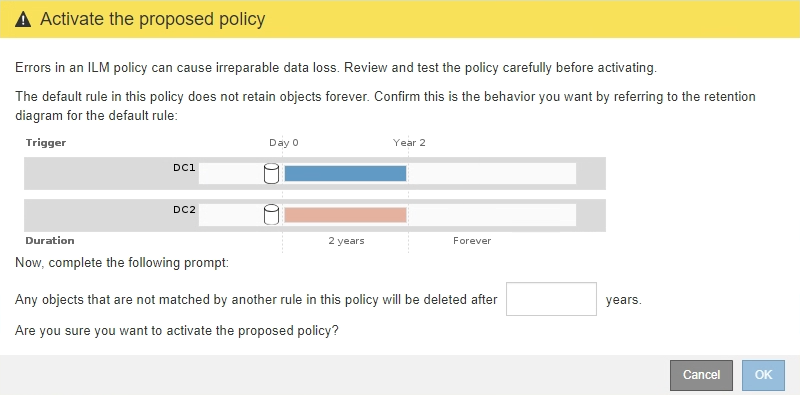 Activate the proposed policy
Errors in an ILM policy can cause irreparable data loss. Review and test the policy carefully before activating.
The default rule in this policy does not retain objects forever. Confirm this is the behavior you want by referring to the retention
diagram for the default rule:
Trigger Day 0 Year 2
DC1
DC2
Duration 2 years Forever
Now, complete the following prompt:
Any objects that are not matched by another rule in this policy will be deleted after years.
Are you sure you want to activate the proposed policy?
Cancel OK